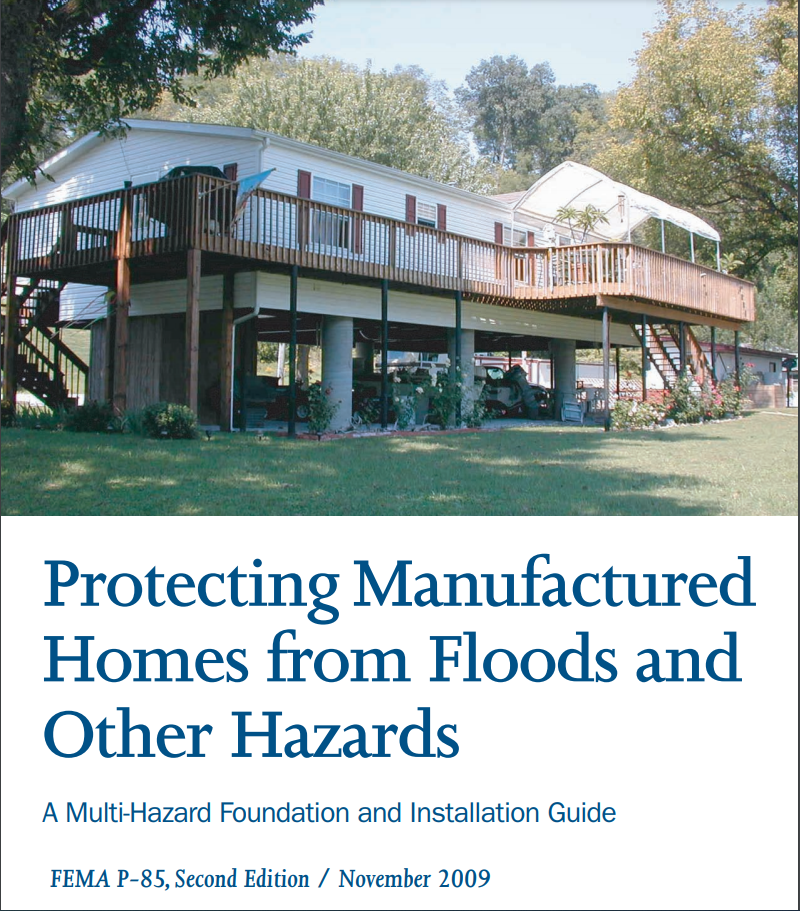 Protecting Manufactured
Homes from Floods and
Other Hazards
A Multi-Hazard Foundation and Installation Guide
FEMA P-85, Second Edition / November 2009